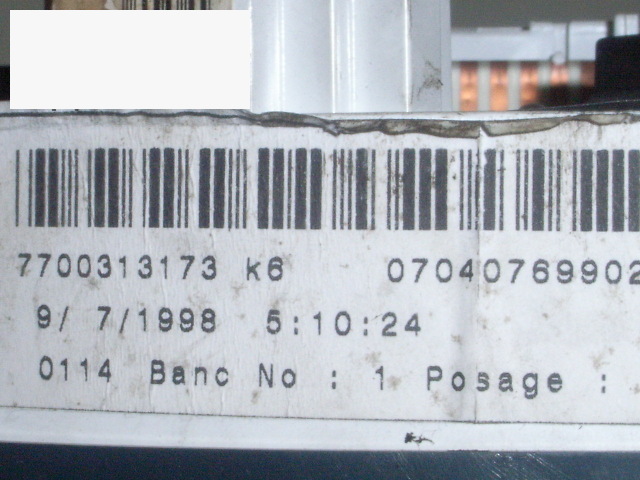 7700313173 k6 07040769902
9/ 7/1998 5:10:24
0114 Banc No : 1 Posage :